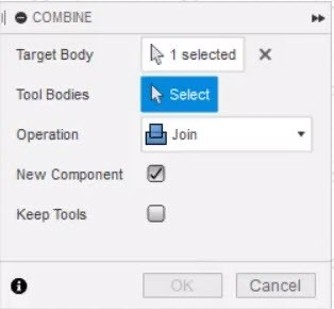 COMBINE
Target Body 1 selected
Tool Bodies Select
Operation Join
New Component
Keep Tools
OK Cancel